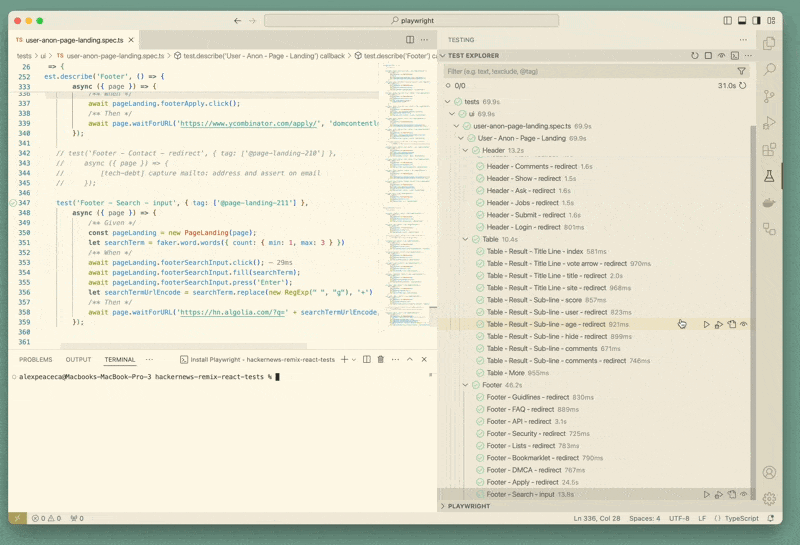 playwright
user-anon-page-landing.spec.ts
tests > ui > user-anon-page-landing.spec.ts > test.describe('User - Anon - Page - Landing') callback > test.describe('Footer') c
26 => {
252 est.describe('Footer', () => {
333 async ({ page }) => {
336 /** When */
337 await pageLanding.footerApply.click();
338 /** Then */
339 await page.waitForURL('https://www.ycombinator.com/apply/', 'domcontentl
340 });
341
342 // test('Footer - Contact - redirect', { tag: ['@page-landing-210'] },
343 // async ({ page }) => {
344 // [tech-debt] capture mailto: address and assert on email
345 // });
346
347 test('Footer - Search - input', { tag: ['@page-landing-211'] },
348 async ({ page }) => {
349 /** Given */
350 const pageLanding = new PageLanding(page);
351 let searchTerm = faker.word.words({ count: { min: 1, max: 3 } })
352 /** When */
353 await pageLanding.footerSearchInput.click(); — 29ms
354 await pageLanding.footerSearchInput.fill(searchTerm);
355 await pageLanding.footerSearchInput.press('Enter');
356 let searchTermUrlEncode = searchTerm.replace(new RegExp(" ", "g"), '+')
357 /** Then */
358 await page.waitForURL('https://hn.algolia.com/?q=' + searchTermUrlEncode,
359 });
360
361
PROBLEMS OUTPUT TERMINAL ··· Install Playwright - hackernews-remix-react-tests
alexpeaceca@Macbooks-MacBook-Pro-3 hackernews-remix-react-tests %
TESTING
TEST EXPLORER
Filter (e.g. text, !exclude, @tag)
0/0 31.0s
tests 69.9s
ui 69.9s
user-anon-page-landing.spec.ts 69.9s
User - Anon - Page - Landing 69.9s
Header 13.2s
Header - Comments - redirect 1.6s
Header - Show - redirect 1.5s
Header - Ask - redirect 1.6s
Header - Jobs - redirect 1.6s
Header - Submit - redirect 1.6s
Header - Login - redirect 801ms
Table 10.4s
Table - Result - Title Line - index 581ms
Table - Result - Title Line - vote arrow - redirect 970ms
Table - Result - Title Line - title - redirect 2.0s
Table - Result - Title Line - site - redirect 968ms
Table - Result - Sub-line - score 857ms
Table - Result - Sub-line - user - redirect 823ms
Table - Result - Sub-line - age - redirect 821ms
Table - Result - Sub-line - hide - redirect 899ms
Table - Result - Sub-line - comments 671ms
Table - Result - Sub-line - comments - redirect 746ms
Table - More 955ms
Footer 46.2s
Footer - Guidlines - redirect 830ms
Footer - FAQ - redirect 889ms
Footer - API - redirect 3.1s
Footer - Security - redirect 725ms
Footer - Lists - redirect 783ms
Footer - Bookmarklet - redirect 790ms
Footer - DMCA - redirect 767ms
Footer - Apply - redirect 24.5s
Footer - Search - input 13.9s
PLAYWRIGHT
0 0 0 Ln 336, Col 28 Spaces: 4 UTF-8 LF {} TypeScript